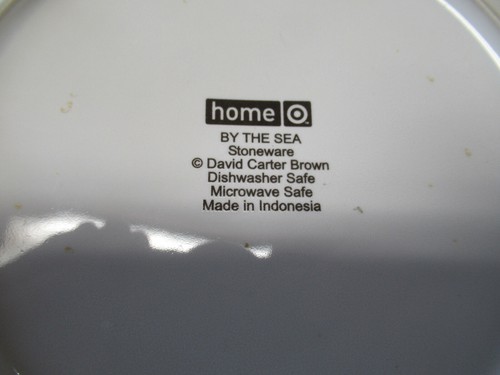 home
BY THE SEA
Stoneware
© David Carter Brown
Dishwasher Safe
Microwave Safe
Made in Indonesia